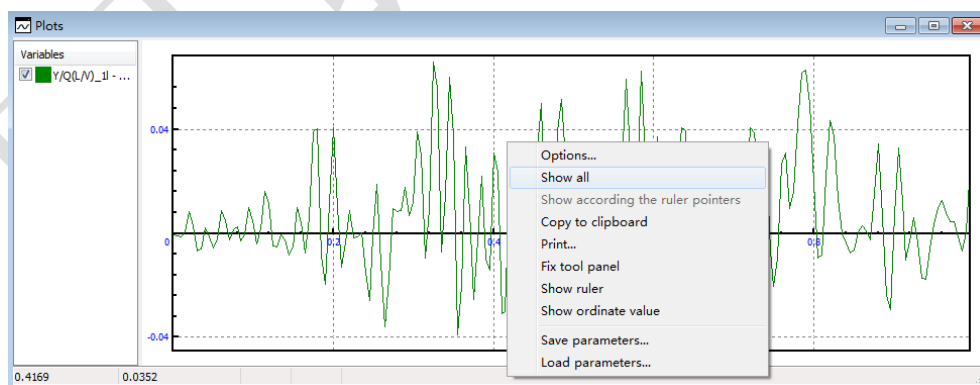 Plots
Variables
Y/Q(L/V)_1l - ...
0.04
0
-0.04
0,2
0,4
0,8
Options...
Show all
Show according the ruler pointers
Copy to clipboard
Print...
Fix tool panel
Show ruler
Show ordinate value
Save parameters...
Load parameters...
0.4169 0.0352